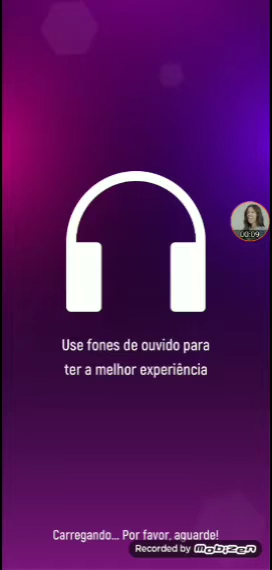 00:09
Use fones de ouvido para
ter a melhor experiência
Carregando... Por favor, aguarde!
Recorded by mobizen